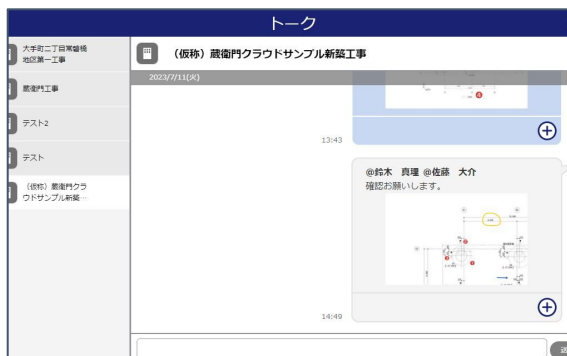 トーク
大手町二丁目常磐橋
地区第一工事
蔵衛門工事
テスト2
テスト
(仮称)蔵衛門クラ
ウドサンプル新築…
(仮称)蔵衛門クラウドサンプル新築工事
2023/7/11(火)
13:43
@鈴木 真理 @佐藤 大介
確認お願いします。
14:49
送